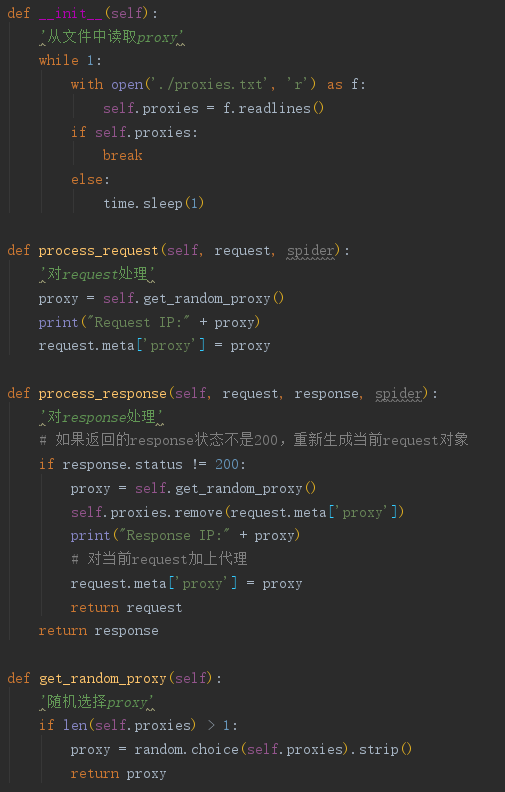 def __init__(self):
    '从文件中读取proxy'
    while 1:
        with open('./proxies.txt', 'r') as f:
            self.proxies = f.readlines()
        if self.proxies:
            break
        else:
            time.sleep(1)
def process_request(self, request, spider):
    '对request处理'
    proxy = self.get_random_proxy()
    print("Request IP:" + proxy)
    request.meta['proxy'] = proxy
def process_response(self, request, response, spider):
    '对response处理'
    # 如果返回的response状态不是200，重新生成当前request对象
    if response.status != 200:
        proxy = self.get_random_proxy()
        self.proxies.remove(request.meta['proxy'])
        print("Response IP:" + proxy)
        # 对当前request加上代理
        request.meta['proxy'] = proxy
        return request
    return response
def get_random_proxy(self):
    '随机选择proxy'
    if len(self.proxies) > 1:
        proxy = random.choice(self.proxies).strip()
        return proxy